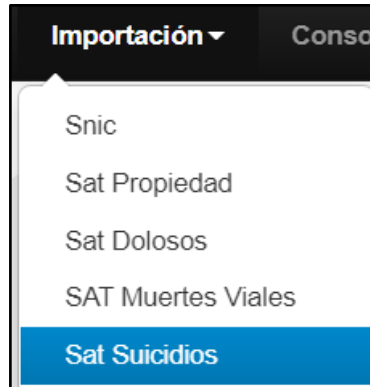 Importación Conso
Snic
Sat Propiedad
Sat Dolosos
SAT Muertes Viales
Sat Suicidios